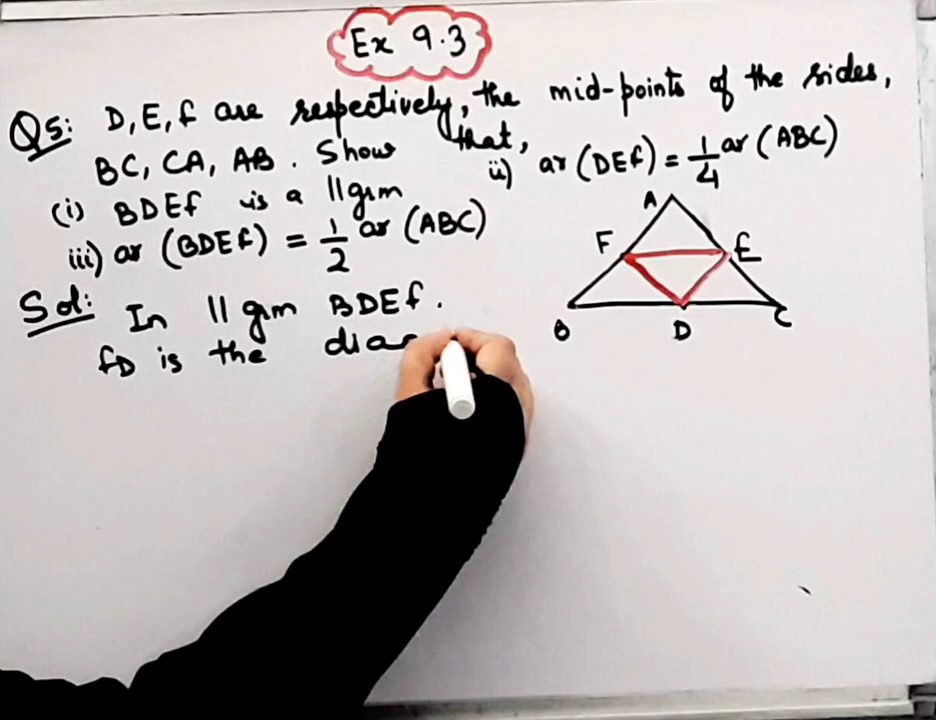 Ex 9.3
Q5: D, E, f are respectively, the mid-points of the sides,
BC, CA, AB. Show that,
(i) BDEf is a ||gm
ii) ar (DEf) = 1/4 ar (ABC)
iii) ar (BDEf) = 1/2 ar (ABC)
A
F E
B D C
Sol: In ||gm BDEf.
fD is the diag